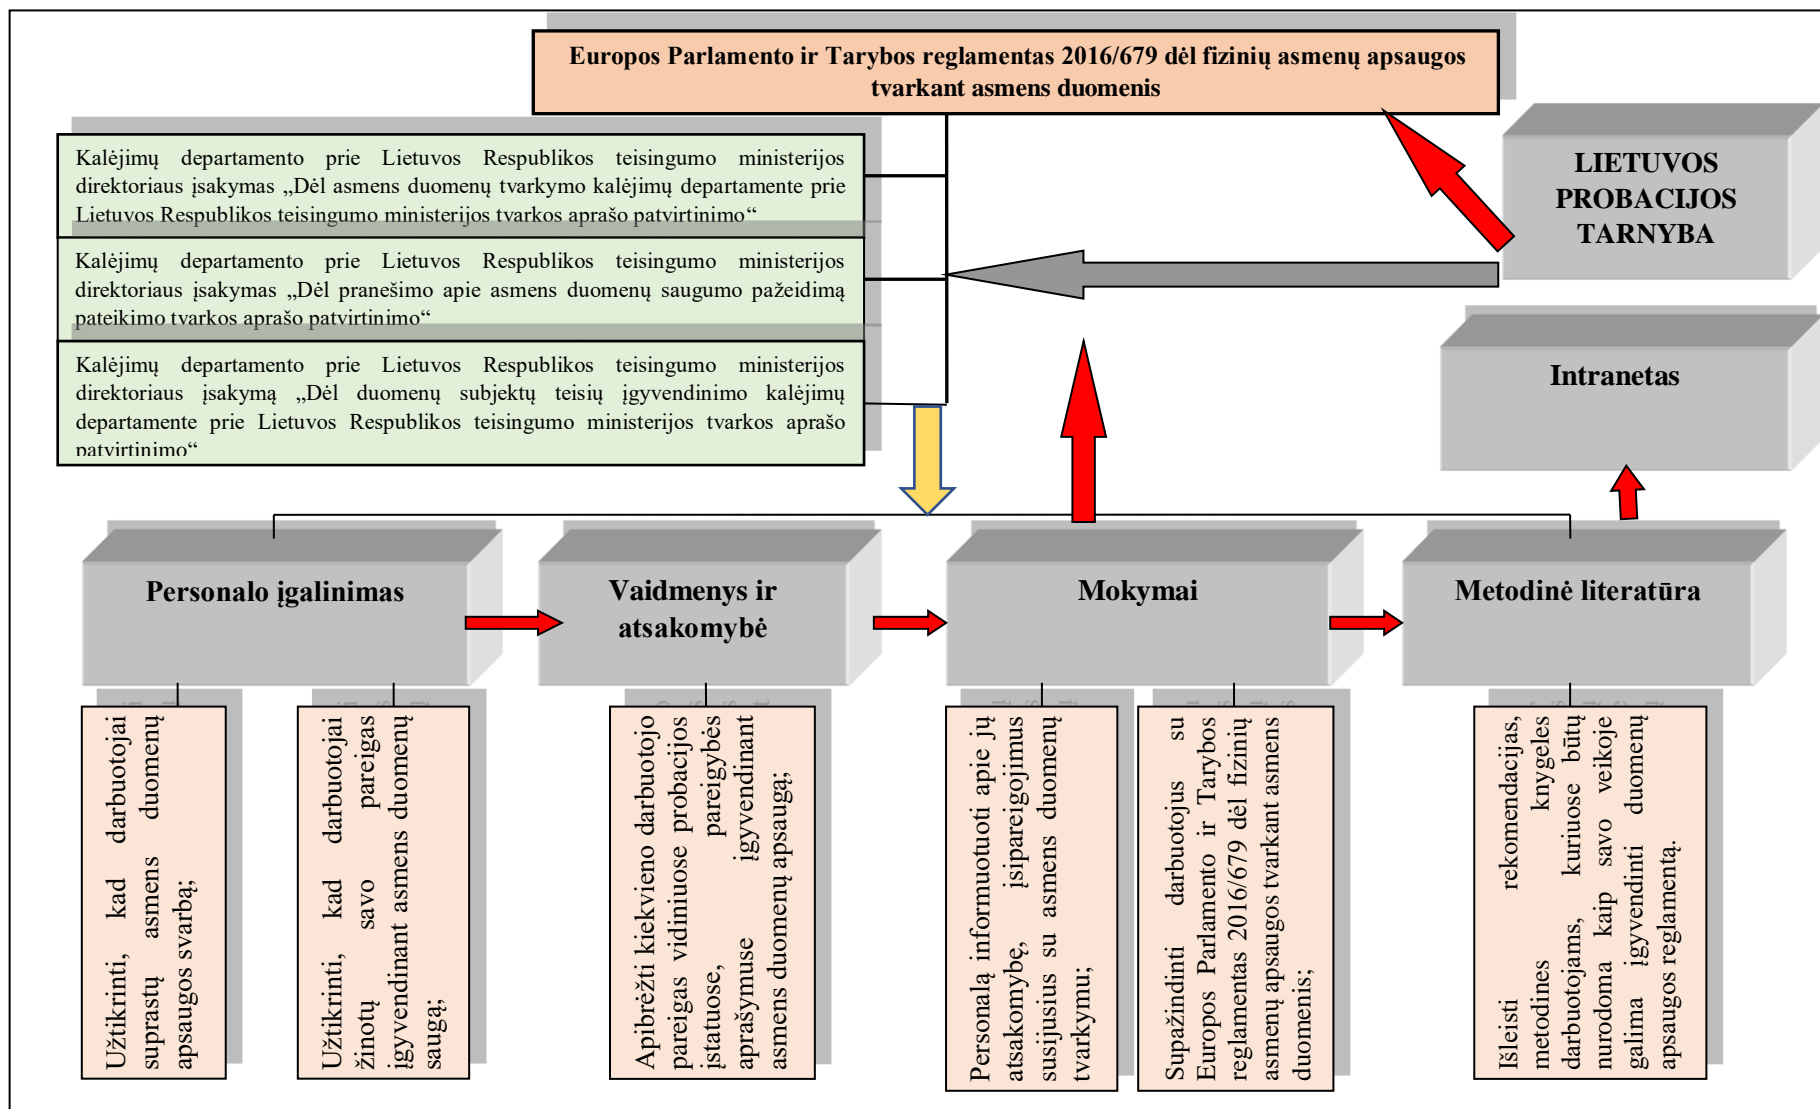 Europos Parlamento ir Tarybos reglamentas 2016/679 dėl fizinių asmenų apsaugos
tvarkant asmens duomenis
Kalėjimų departamento prie Lietuvos Respublikos teisingumo ministerijos
direktoriaus įsakymas „Dėl asmens duomenų tvarkymo kalėjimų departamente prie
Lietuvos Respublikos teisingumo ministerijos tvarkos aprašo patvirtinimo“
Kalėjimų departamento prie Lietuvos Respublikos teisingumo ministerijos
direktoriaus įsakymas „Dėl pranešimo apie asmens duomenų saugumo pažeidimą
pateikimo tvarkos aprašo patvirtinimo“
Kalėjimų departamento prie Lietuvos Respublikos teisingumo ministerijos
direktoriaus įsakymą „Dėl duomenų subjektų teisių įgyvendinimo kalėjimų
departamente prie Lietuvos Respublikos teisingumo ministerijos tvarkos aprašo
patvirtinimo“
LIETUVOS
PROBACIJOS
TARNYBA
Intranetas
Personalo įgalinimas
Vaidmenys ir
atsakomybė
Mokymai
Metodinė literatūra
Užtikrinti, kad darbuotojai
suprastų asmens duomenų
apsaugos svarbą;
Užtikrinti, kad darbuotojai
žinotų savo pareigas
įgyvendinant asmens duomenų
saugą;
Apibrėžti kiekvieno darbuotojo
pareigas vidiniuose probacijos
įstatuose, pareigybės
aprašymuse įgyvendinant
asmens duomenų apsaugą;
Personalą informuotuoti apie jų
atsakomybę, įsipareigojimus
susijusius su asmens duomenų
tvarkymu;
Supažindinti darbuotojus su
Europos Parlamento ir Tarybos
reglamentas 2016/679 dėl fizinių
asmenų apsaugos tvarkant asmens
duomenis;
Išleisti rekomendacijas,
metodines knygeles
darbuotojams, kuriuose būtų
nurodoma kaip savo veikoje
galima įgyvendinti duomenų
apsaugos reglamentą.